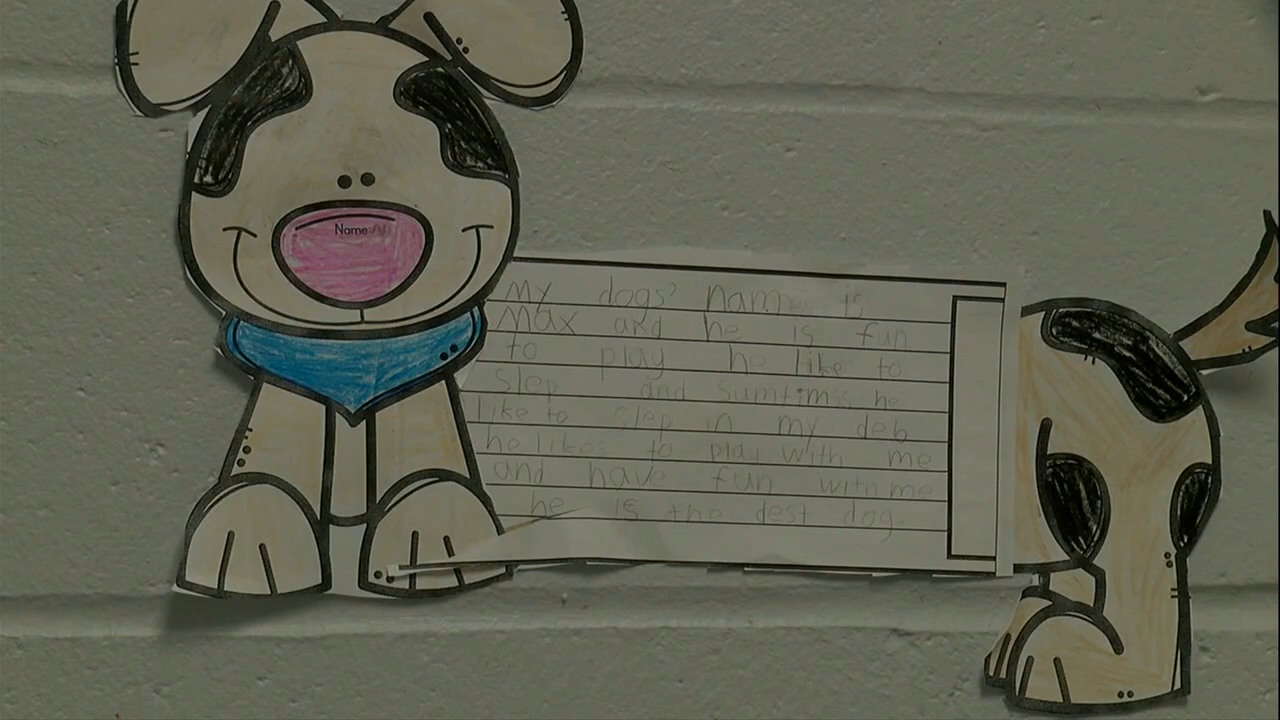 Name:
My dogs' name is
Max and he is fun
to play he like to
slep and sumtimss he
like to slep in my deb
he likes to play with me
and have fun with me
he is the dest dog.